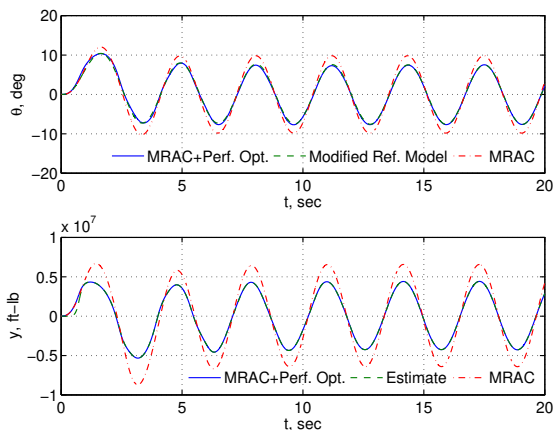 20
10
0
−10
−20
θ, deg
MRAC+Perf. Opt.
Modified Ref. Model
MRAC
0
5
10
15
20
t, sec
x 10^7
1
0.5
0
−0.5
−1
y, ft−lb
MRAC+Perf. Opt.
Estimate
MRAC
0
5
10
15
20
t, sec